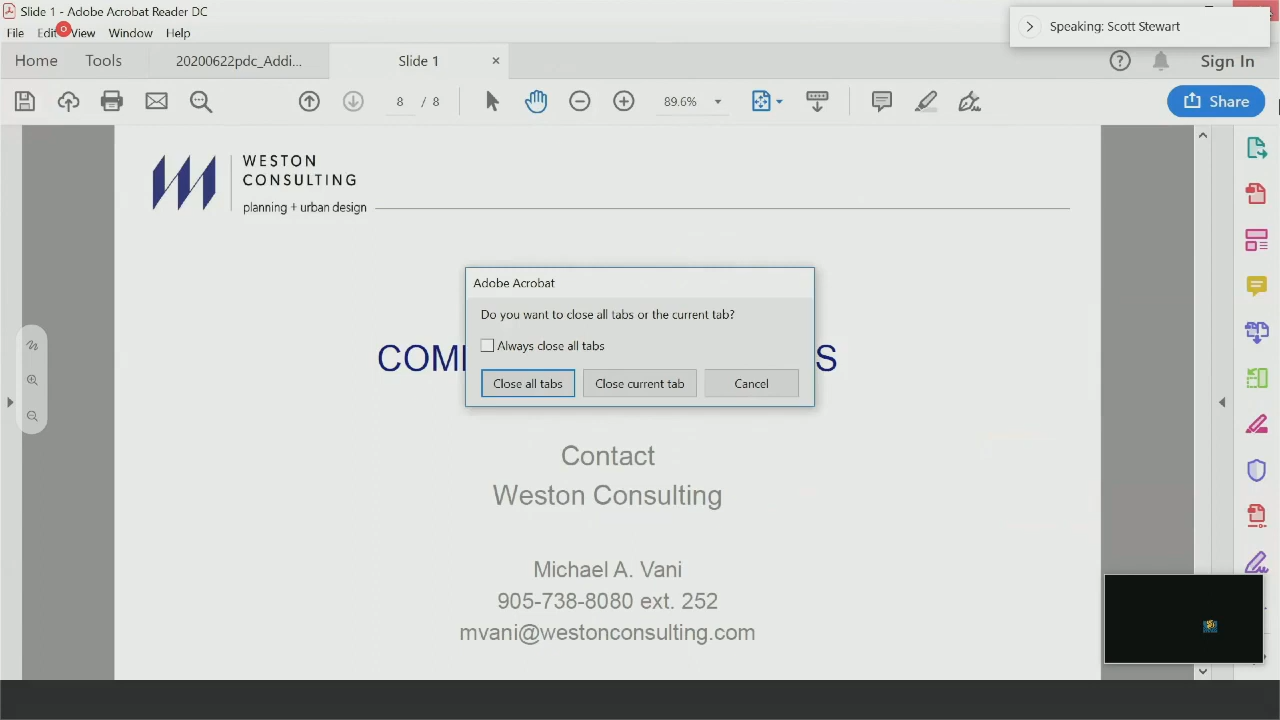 Slide 1 - Adobe Acrobat Reader DC
Speaking: Scott Stewart
File Edit View Window Help
Home Tools 20200622pdc_Addi... Slide 1 × Sign In
8 / 8 89.6% Share
WESTON
CONSULTING
planning + urban design
Adobe Acrobat
Do you want to close all tabs or the current tab?
Always close all tabs
Close all tabs Close current tab Cancel
COM S
Contact
Weston Consulting
Michael A. Vani
905-738-8080 ext. 252
mvani@westonconsulting.com